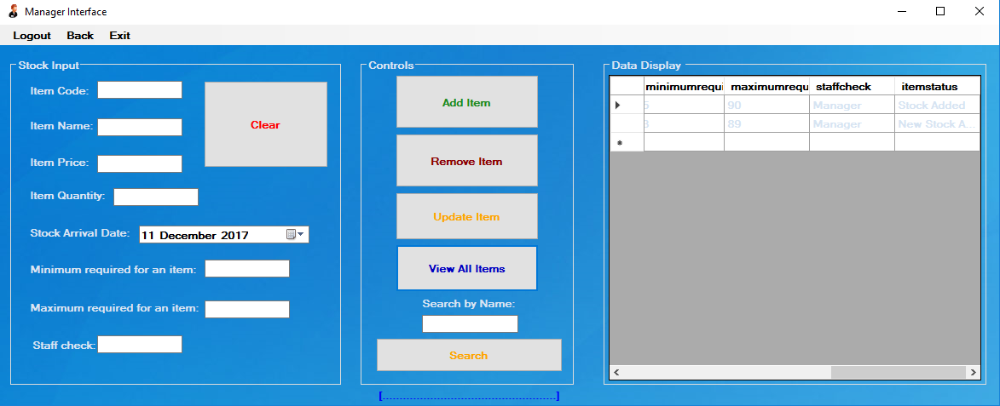 Manager Interface
Logout Back Exit
Stock Input
Item Code:
Item Name:
Item Price:
Clear
Item Quantity:
Stock Arrival Date: 11 December 2017
Minimum required for an item:
Maximum required for an item:
Staff check:
Controls
Add Item
Remove Item
Update Item
View All Items
Search by Name:
Search
[....................................................]
Data Display
minimumrequi maximumrequ staffcheck itemstatus
5 90 Manager Stock Added
3 89 Manager New Stock A...